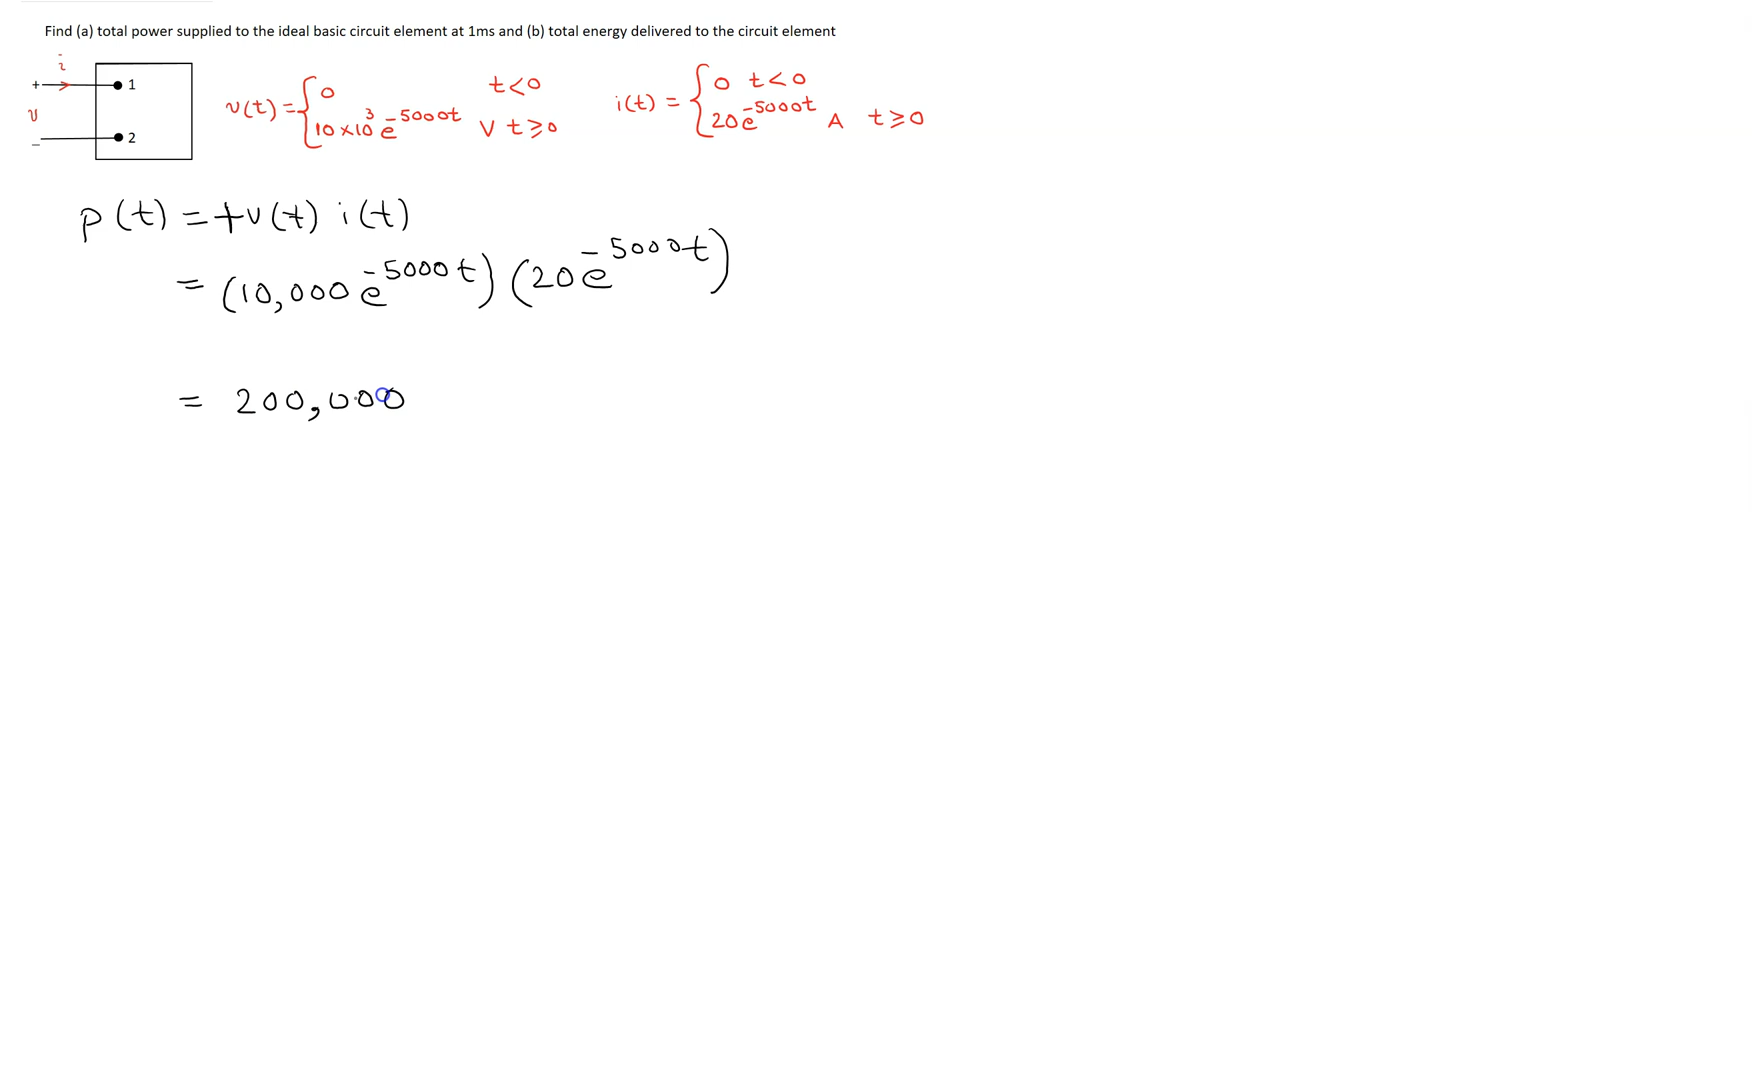 Find (a) total power supplied to the ideal basic circuit element at 1ms and (b) total energy delivered to the circuit element
i
+ 1
v
- 2
v(t) = { 0 t<0
10×10³ e^-5000t V t≥0
i(t) = { 0 t<0
20e^-5000t A t≥0
p(t) = +v(t) i(t)
= (10,000 e^-5000t) (20e^-5000t)
= 200,000